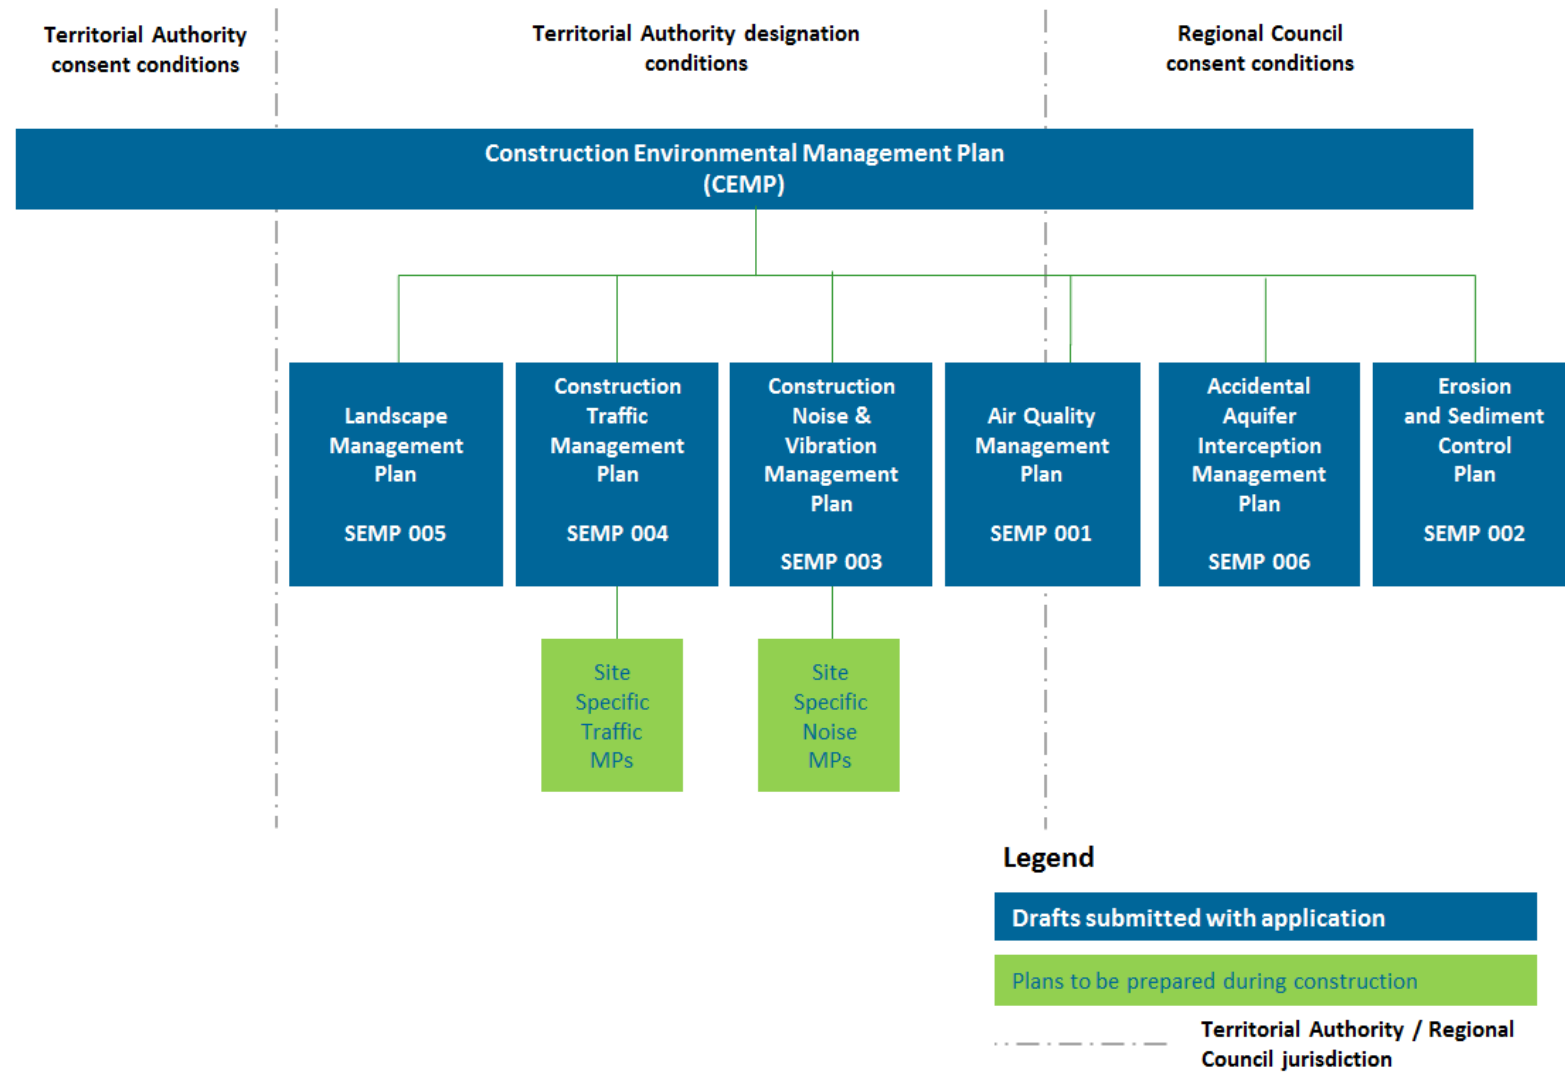 Territorial Authority
consent conditions
Territorial Authority designation
conditions
Regional Council
consent conditions
Construction Environmental Management Plan
(CEMP)
Landscape
Management
Plan
SEMP 005
Construction
Traffic
Management
Plan
SEMP 004
Construction
Noise &
Vibration
Management
Plan
SEMP 003
Air Quality
Management
Plan
SEMP 001
Accidental
Aquifer
Interception
Management
Plan
SEMP 006
Erosion
and Sediment
Control
Plan
SEMP 002
Site
Specific
Traffic
MPs
Site
Specific
Noise
MPs
Legend
Drafts submitted with application
Plans to be prepared during construction
Territorial Authority / Regional
Council jurisdiction